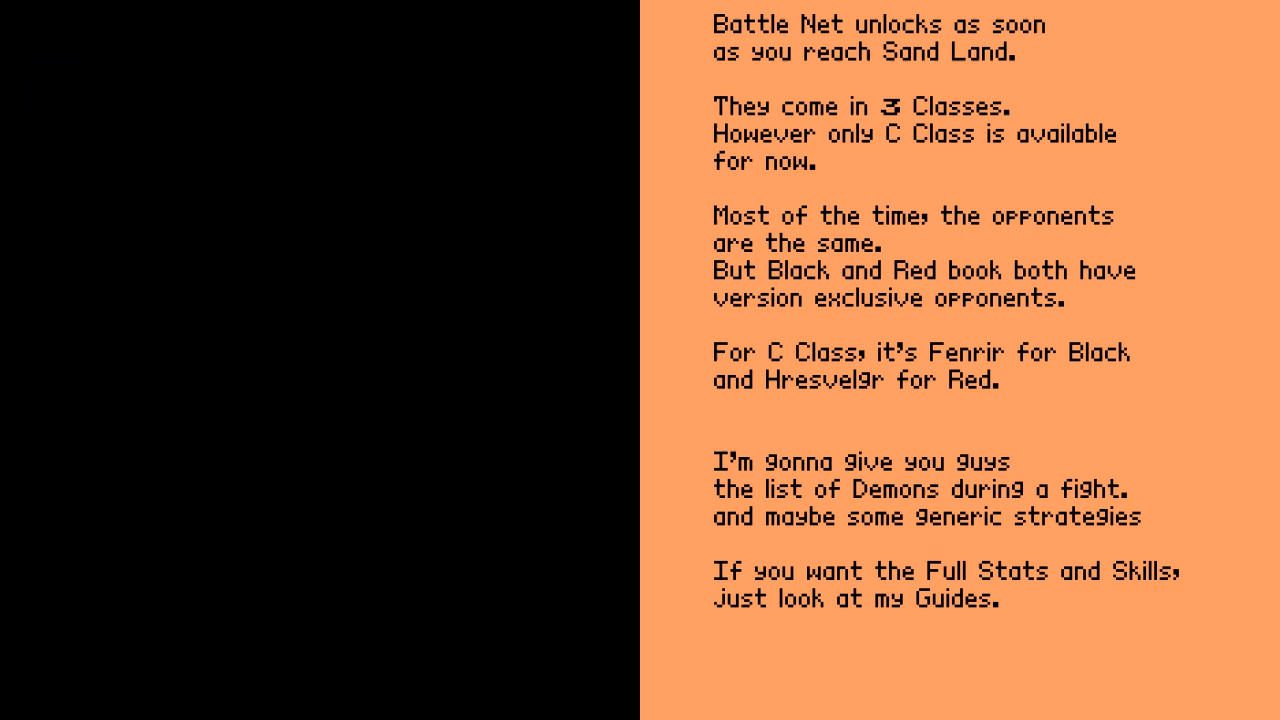 Battle Net unlocks as soon
as you reach Sand Land.
They come in 3 Classes.
However only C Class is available
for now.
Most of the time, the opponents
are the same.
But Black and Red book both have
version exclusive opponents.
For C Class, it's Fenrir for Black
and Hresvelgr for Red.
I'm gonna give you guys
the list of Demons during a fight.
and maybe some generic strategies
If you want the Full Stats and Skills,
just look at my Guides.